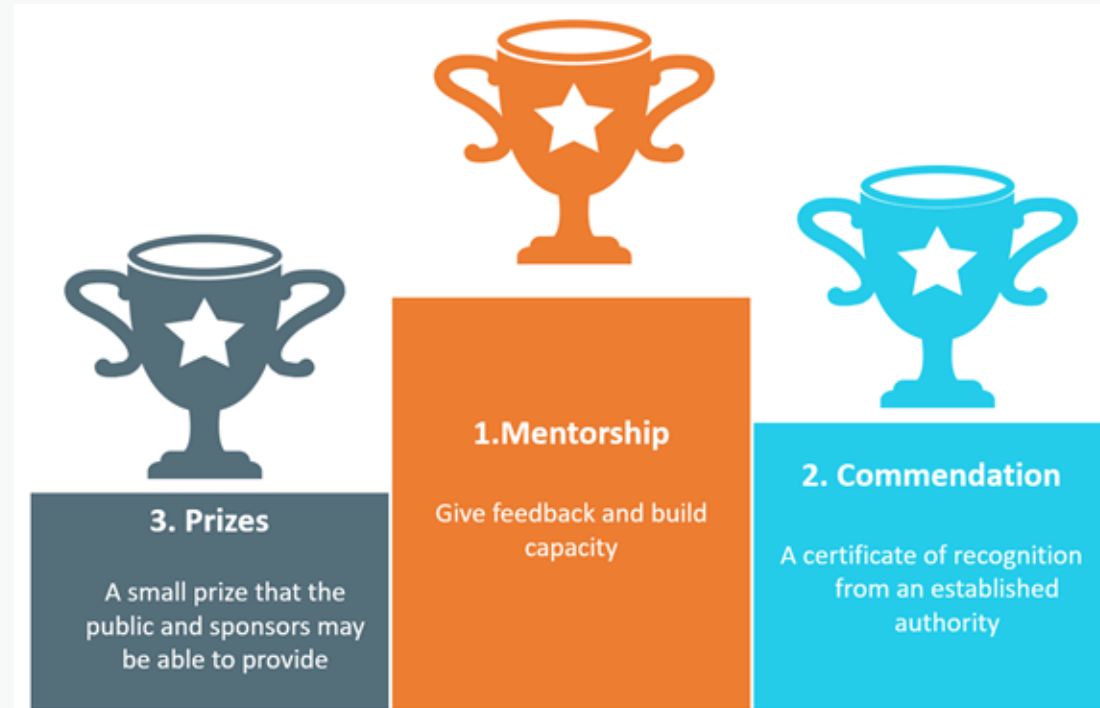 3. Prizes
A small prize that the
public and sponsors may
be able to provide
1.Mentorship
Give feedback and build
capacity
2. Commendation
A certificate of recognition
from an established
authority